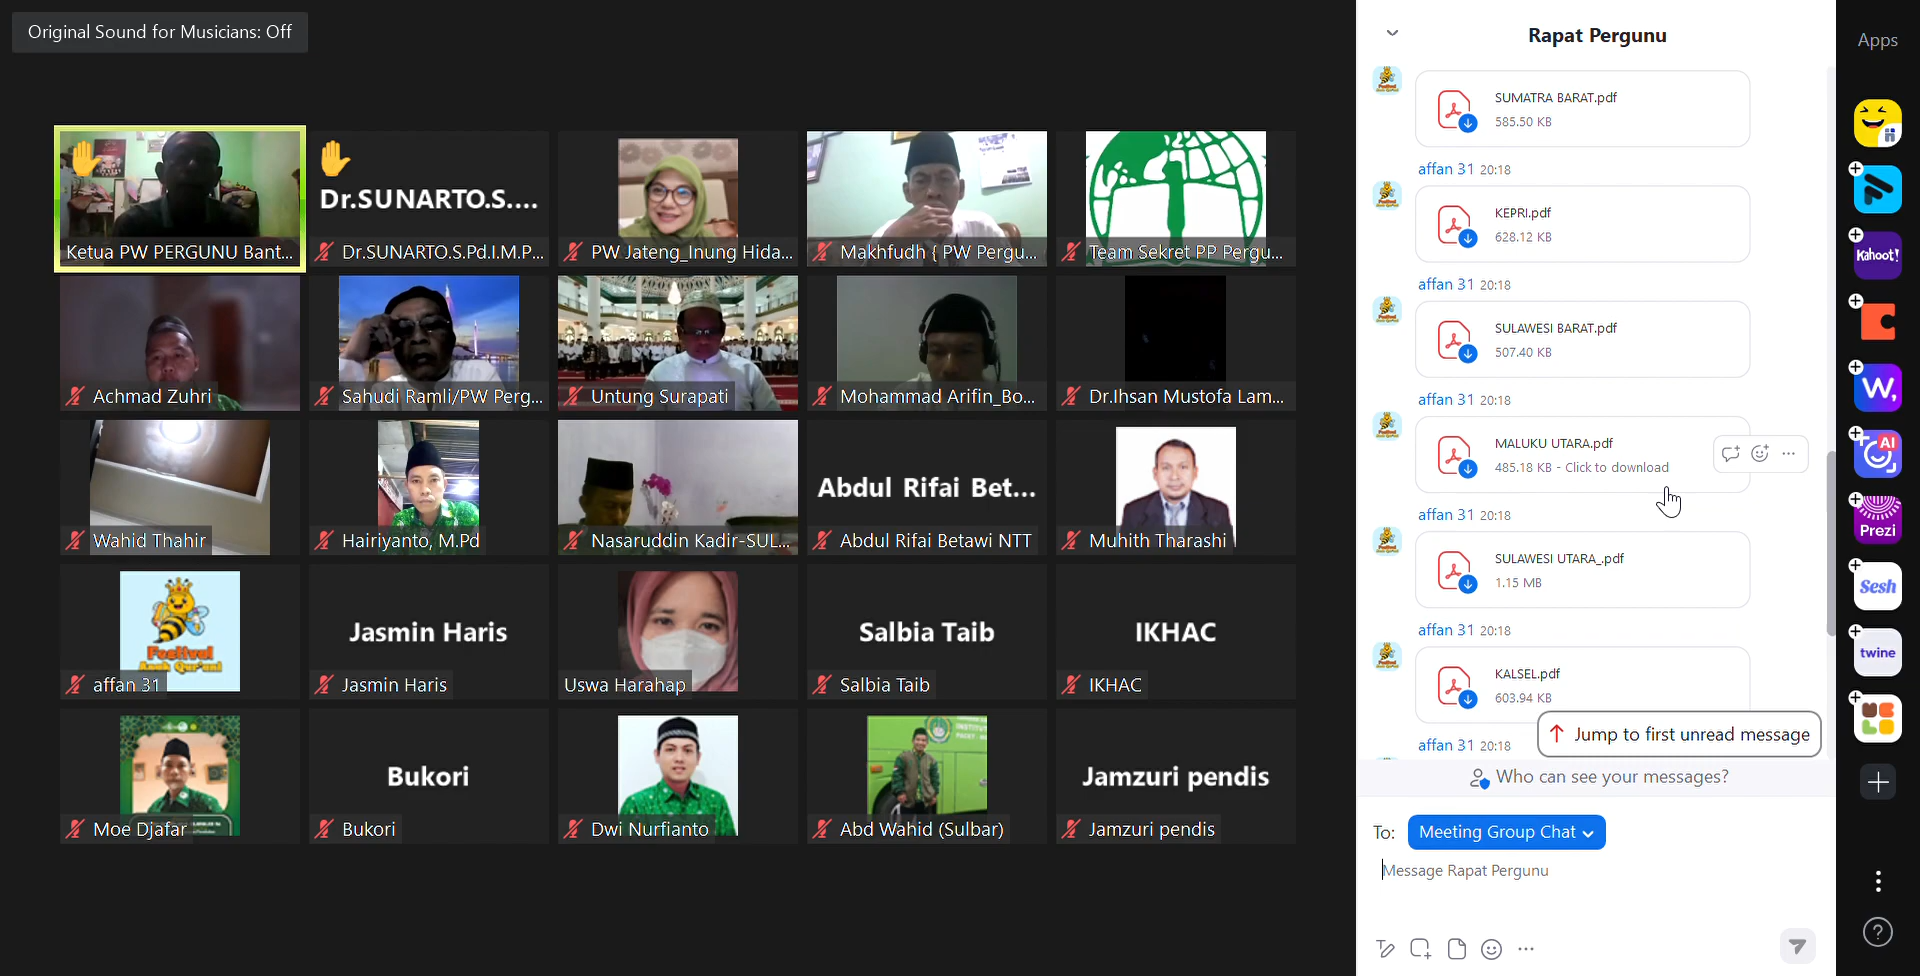 Original Sound for Musicians: Off
Ketua PW PERGUNU Bant...
Dr.SUNARTO.S....
Dr.SUNARTO.S.Pd.I.M.P...
PW Jateng_Inung Hida...
Makhfudh { PW Pergu...
Team Sekret PP Pergu...
Achmad Zuhri
Sahudi Ramli/PW Perg...
Untung Surapati
Mohammad Arifin_Bo...
Dr.Ihsan Mustofa Lam...
Wahid Thahir
Hairiyanto, M.Pd
Nasaruddin Kadir-SUL...
Abdul Rifai Bet...
Abdul Rifai Betawi NTT
Muhith Tharashi
Festival
Anak Qur'ani
affan 31
Jasmin Haris
Jasmin Haris
Uswa Harahap
Salbia Taib
Salbia Taib
IKHAC
IKHAC
Moe Djafar
Bukori
Bukori
Dwi Nurfianto
INSTITUT
Abd Wahid (Sulbar)
Jamzuri pendis
Jamzuri pendis
Rapat Pergunu
SUMATRA BARAT.pdf
585.50 KB
affan 31 20:18
KEPRI.pdf
628.12 KB
affan 31 20:18
SULAWESI BARAT.pdf
507.40 KB
affan 31 20:18
MALUKU UTARA.pdf
485.18 KB - Click to download
affan 31 20:18
SULAWESI UTARA_.pdf
1.15 MB
affan 31 20:18
KALSEL.pdf
603.94 KB
affan 31 20:18
Jump to first unread message
Who can see your messages?
To: Meeting Group Chat
Message Rapat Pergunu
Apps
Kahoot!
W,
AI
Prezi
Sesh
twine